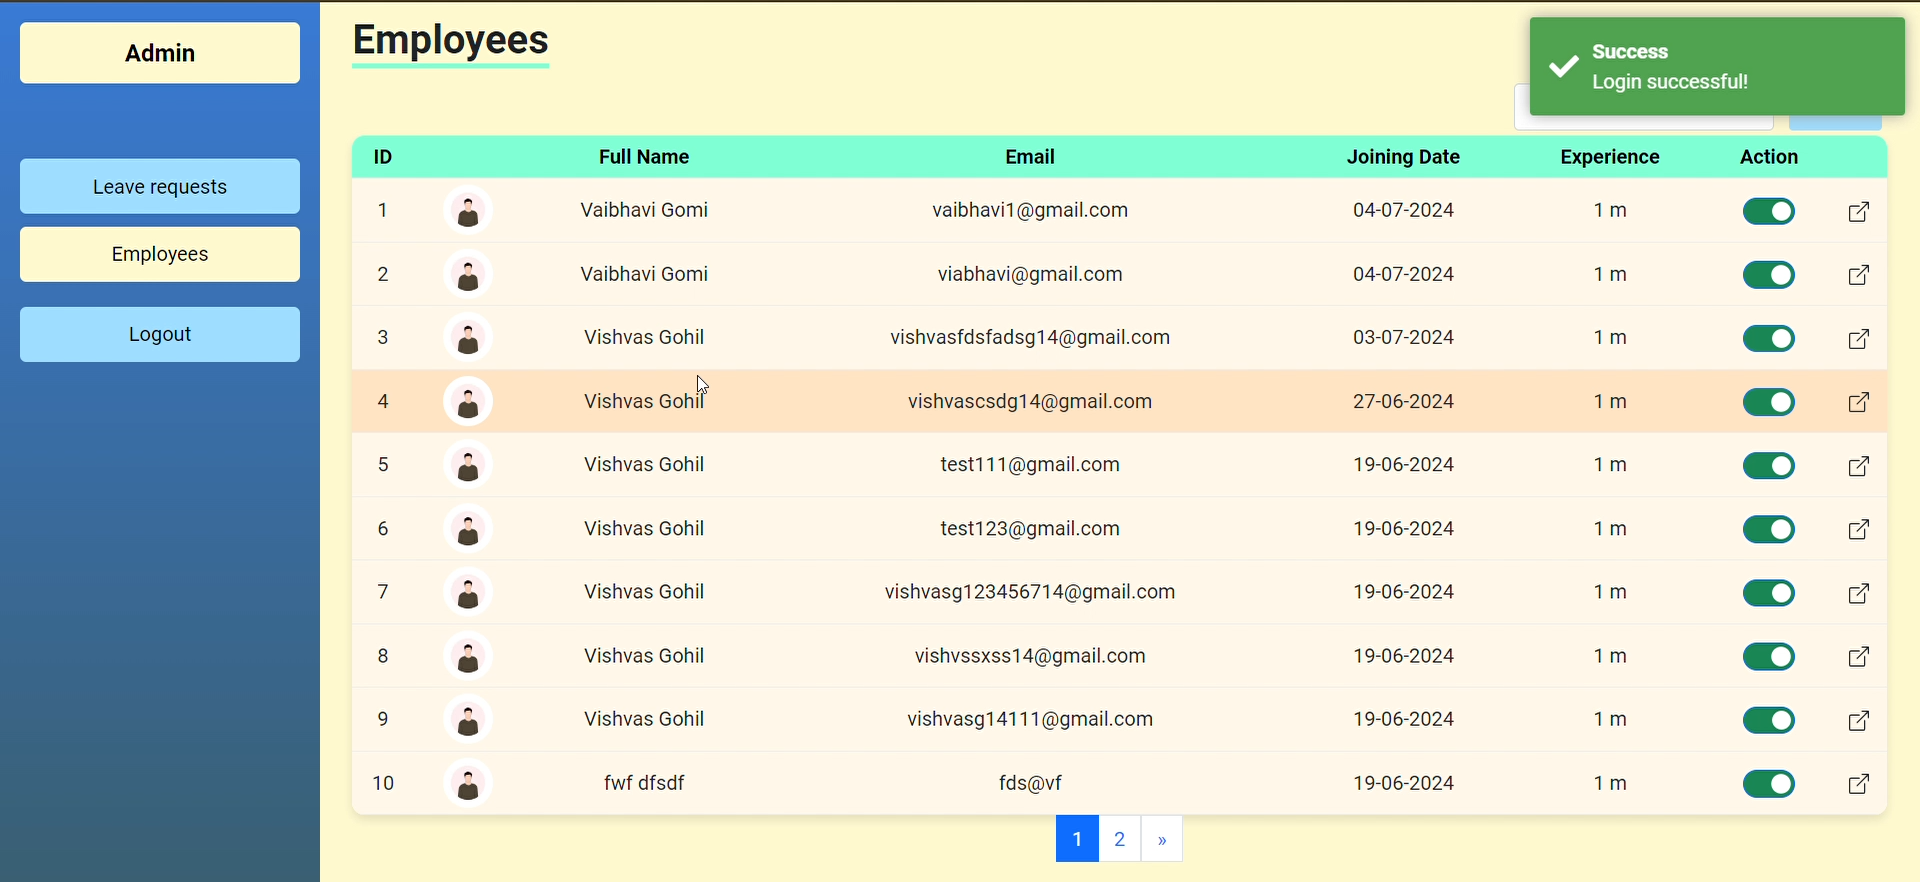 Admin
Leave requests
Employees
Logout
Employees
Success
Login successful!
ID Full Name Email Joining Date Experience Action
1 Vaibhavi Gomi vaibhavi1@gmail.com 04-07-2024 1 m
2 Vaibhavi Gomi viabhavi@gmail.com 04-07-2024 1 m
3 Vishvas Gohil vishvasfdsfadsg14@gmail.com 03-07-2024 1 m
4 Vishvas Gohil vishvascsdg14@gmail.com 27-06-2024 1 m
5 Vishvas Gohil test111@gmail.com 19-06-2024 1 m
6 Vishvas Gohil test123@gmail.com 19-06-2024 1 m
7 Vishvas Gohil vishvasg123456714@gmail.com 19-06-2024 1 m
8 Vishvas Gohil vishvssxss14@gmail.com 19-06-2024 1 m
9 Vishvas Gohil vishvasg14111@gmail.com 19-06-2024 1 m
10 fwf dfsdf fds@vf 19-06-2024 1 m
1 2 »